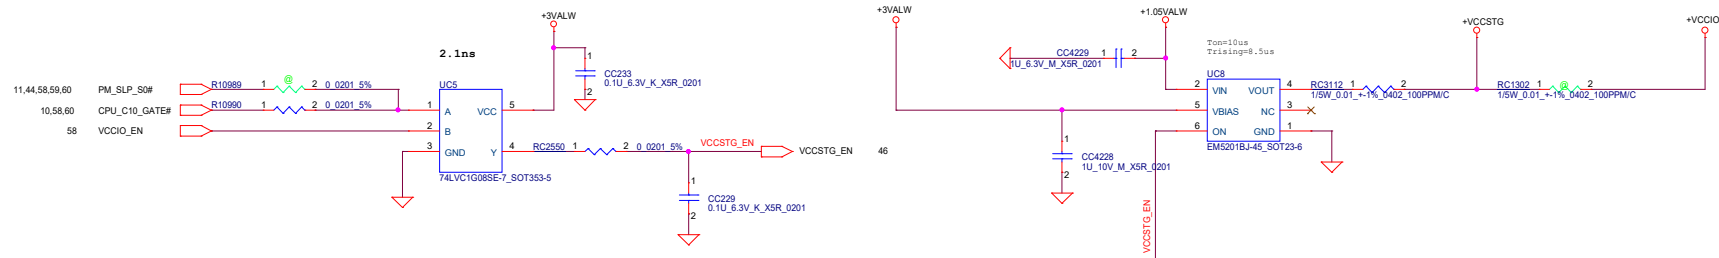 +3VALW
2.1ns
1
CC233
0.1U_6.3V_K_X5R_0201
2
11,44,58,59,60 PM_SLP_S0# R10989 1 @ 2 0_0201_5%
10,58,60 CPU_C10_GATE# R10990 1 2 0_0201_5%
58 VCCIO_EN
UC5
1 A VCC 5
2 B
3 GND Y 4
74LVC1G08SE-7_SOT353-5
RC2550 1 2 0_0201_5%
VCCSTG_EN
VCCSTG_EN 46
1
CC229
0.1U_6.3V_K_X5R_0201
2
+3VALW
+1.05VALW
CC4229 1 2
1U_6.3V_M_X5R_0201
Ton=10us
Trising=8.5us
UC8
2 VIN VOUT 4
5 VBIAS NC 3
6 ON GND 1
EM5201BJ-45_SOT23-6
1
CC4228
1U_10V_M_X5R_0201
2
VCCSTG_EN
+VCCSTG
+VCCIO
RC3112 1 2
1/5W_0.01_+-1%_0402_100PPM/C
RC1302 1 @ 2
1/5W_0.01_+-1%_0402_100PPM/C